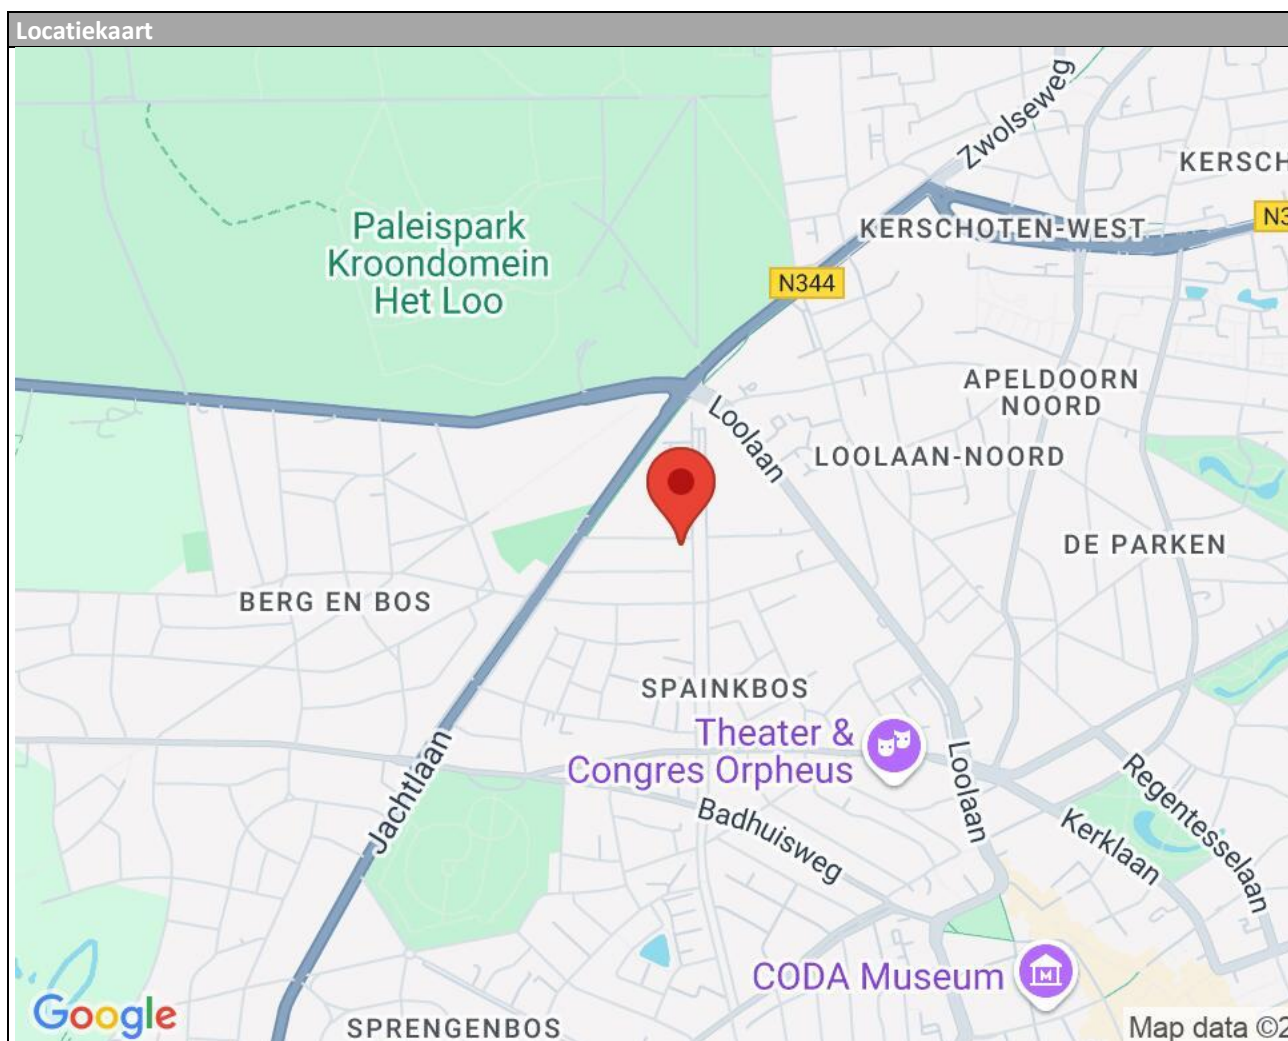 Locatiekaart
Zwolseweg
KERSCH
N3
KERSCHOTEN-WEST
Paleispark
Kroondomein
Het Loo
N344
APELDOORN
NOORD
Loolaan
LOOLAAN-NOORD
DE PARKEN
BERG EN BOS
SPAINKBOS
Theater &
Congres Orpheus
Jachtlaan
Loolaan
Badhuisweg
Regentesselaan
Kerklaan
CODA Museum
M
Google
SPRENGENBOS
Map data ©2